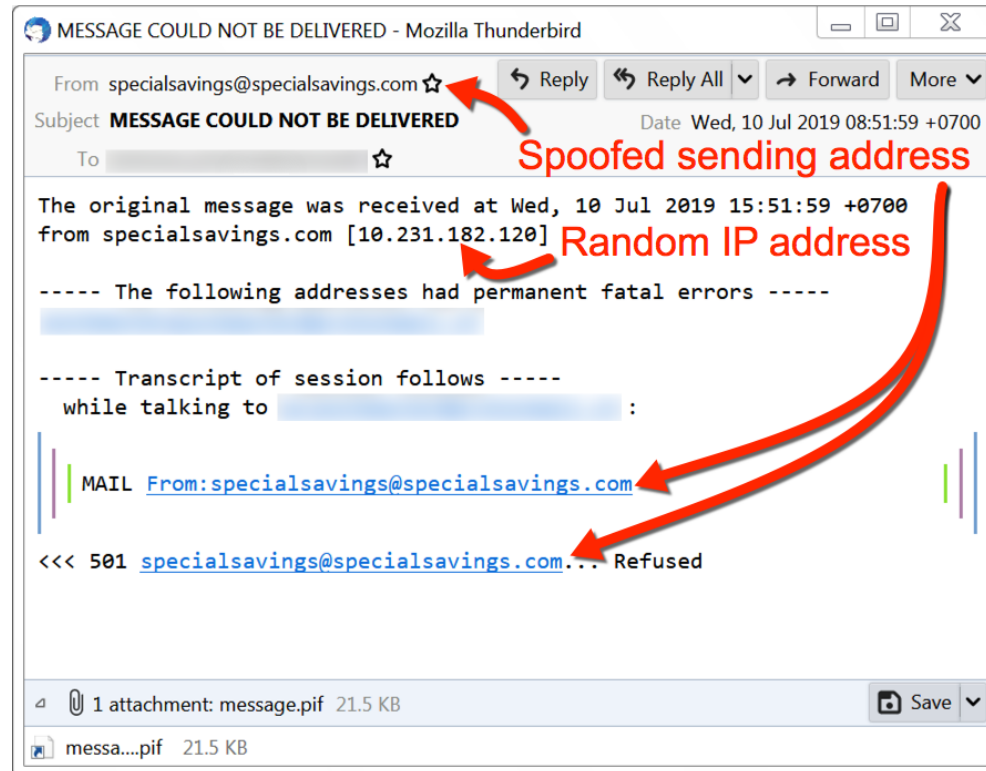 MESSAGE COULD NOT BE DELIVERED - Mozilla Thunderbird
From specialsavings@specialsavings.com Reply Reply All Forward More
Subject MESSAGE COULD NOT BE DELIVERED Date Wed, 10 Jul 2019 08:51:59 +0700
To
Spoofed sending address
The original message was received at Wed, 10 Jul 2019 15:51:59 +0700
from specialsavings.com [10.231.182.120]
Random IP address
----- The following addresses had permanent fatal errors -----
----- Transcript of session follows -----
while talking to :
MAIL From:specialsavings@specialsavings.com
<<< 501 specialsavings@specialsavings.com... Refused
1 attachment: message.pif 21.5 KB Save
messa....pif 21.5 KB